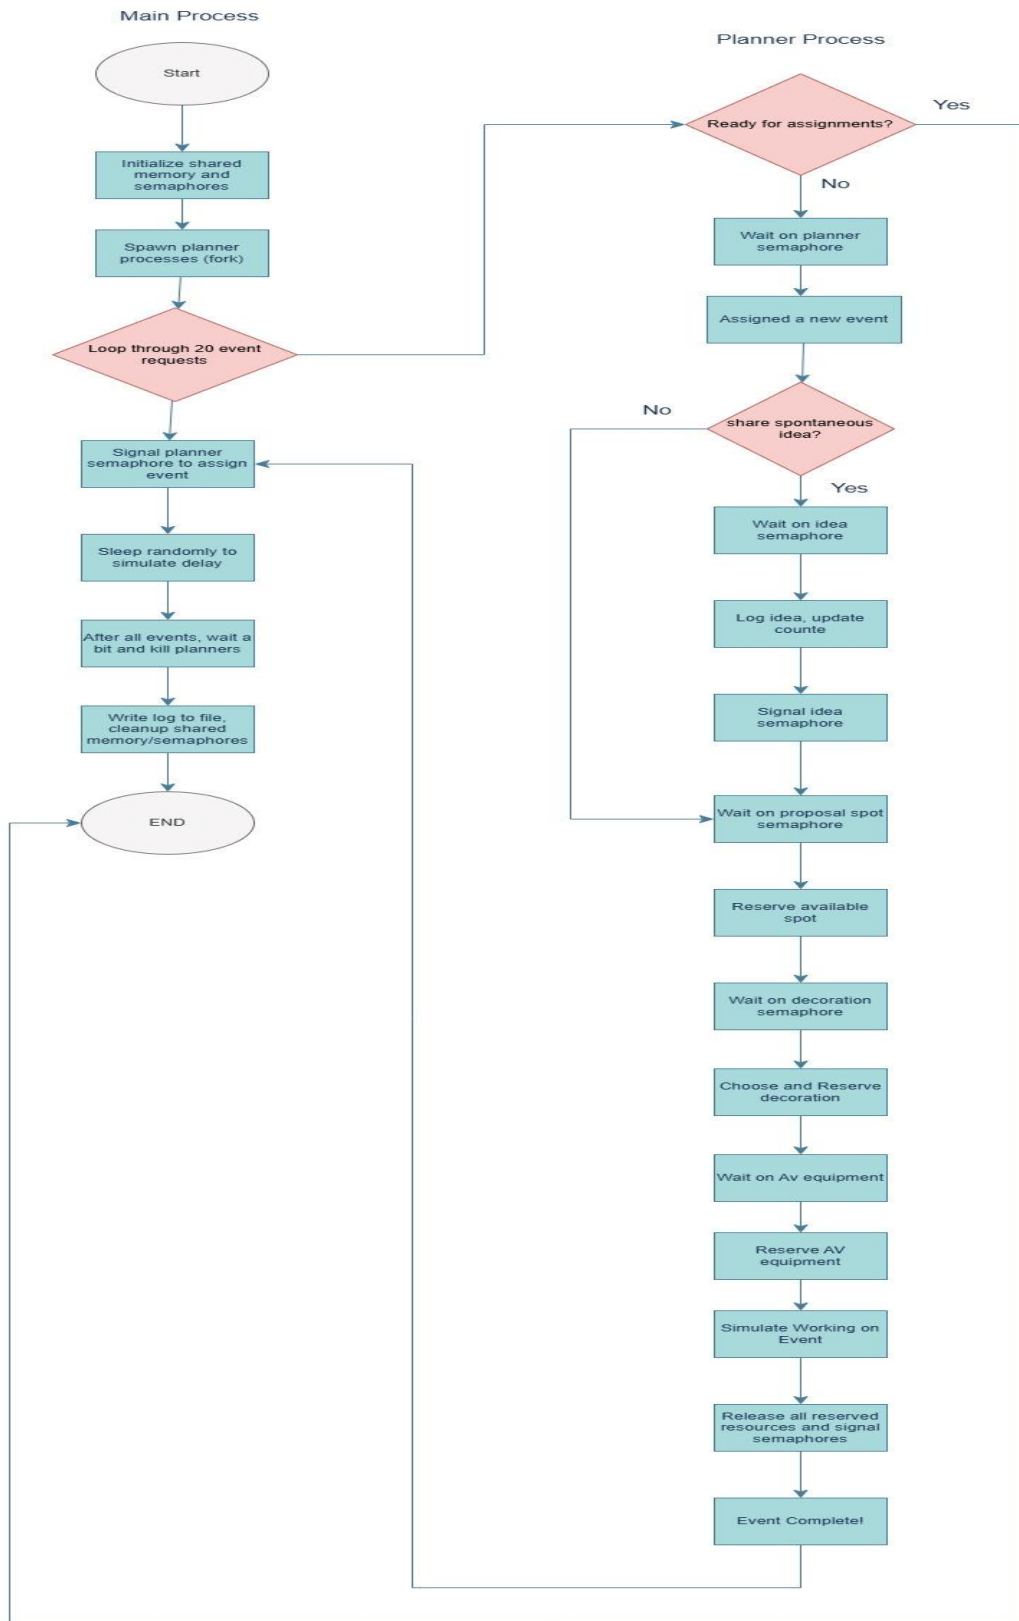 Main Process
Start
Initialize shared
memory and
semaphores
Spawn planner
processes (fork)
Loop through 20 event
requests
Signal planner
semaphore to assign
event
Sleep randomly to
simulate delay
After all events, wait a
bit and kill planners
Write log to file,
cleanup shared
memory/semaphores
END
Planner Process
Ready for assignments?
Yes
No
Wait on planner
semaphore
Assigned a new event
share spontaneous
idea?
No
Yes
Wait on idea
semaphore
Log idea, update
counte
Signal idea
semaphore
Wait on proposal spot
semaphore
Reserve available
spot
Wait on decoration
semaphore
Choose and Reserve
decoration
Wait on Av equipment
Reserve AV
equipment
Simulate Working on
Event
Release all reserved
resources and signal
semaphores
Event Complete!